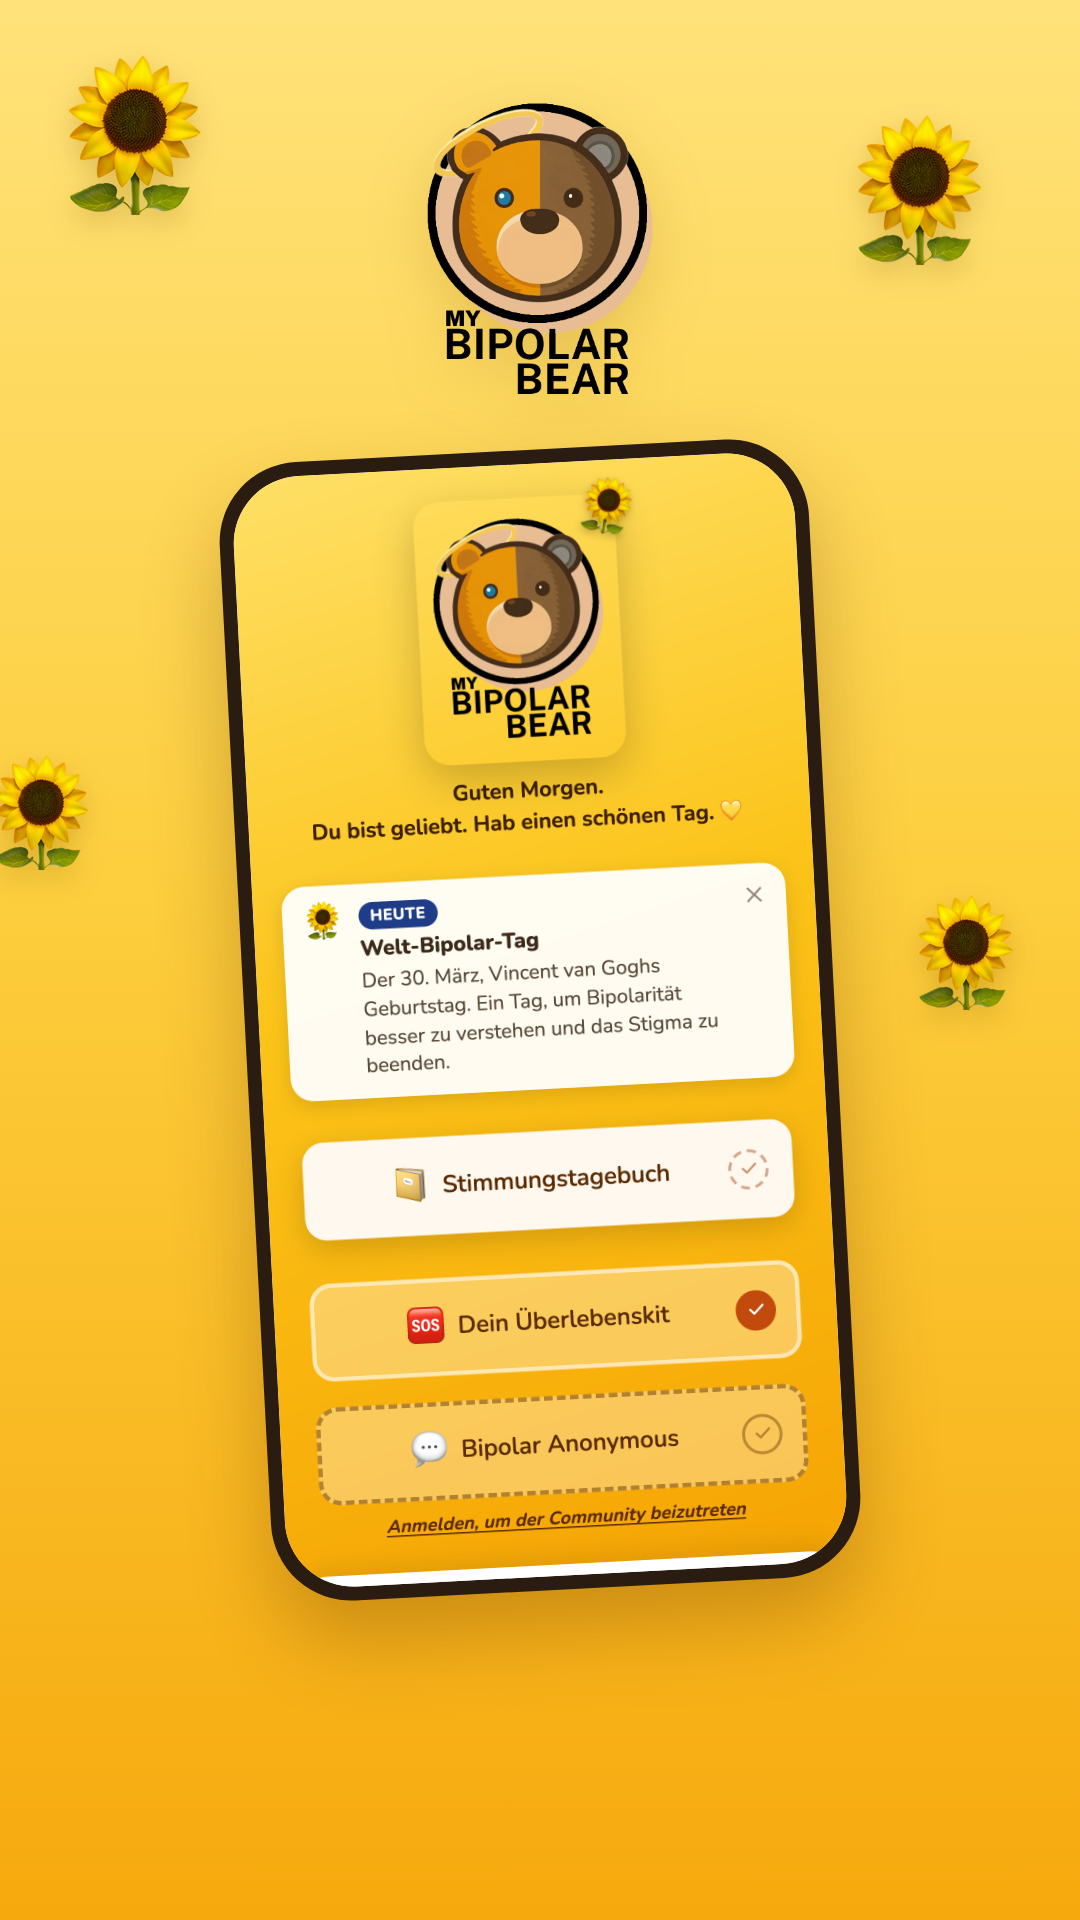 MY
BIPOLAR
BEAR
MY
BIPOLAR
BEAR
Guten Morgen.
Du bist geliebt. Hab einen schönen Tag. 💛
HEUTE
Welt-Bipolar-Tag
Der 30. März, Vincent van Goghs
Geburtstag. Ein Tag, um Bipolarität
besser zu verstehen und das Stigma zu
beenden.
Stimmungstagebuch
SOS
Dein Überlebenskit
Bipolar Anonymous
Anmelden, um der Community beizutreten